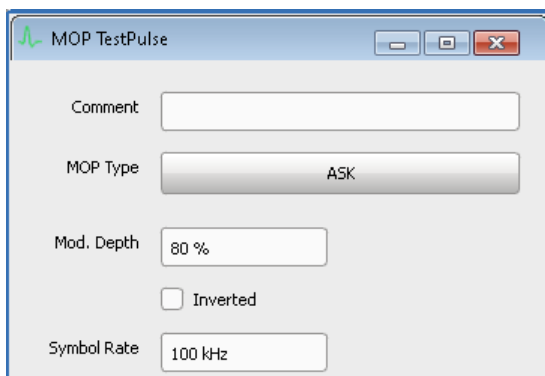 MOP TestPulse
Comment
MOP Type ASK
Mod. Depth 80 %
Inverted
Symbol Rate 100 kHz